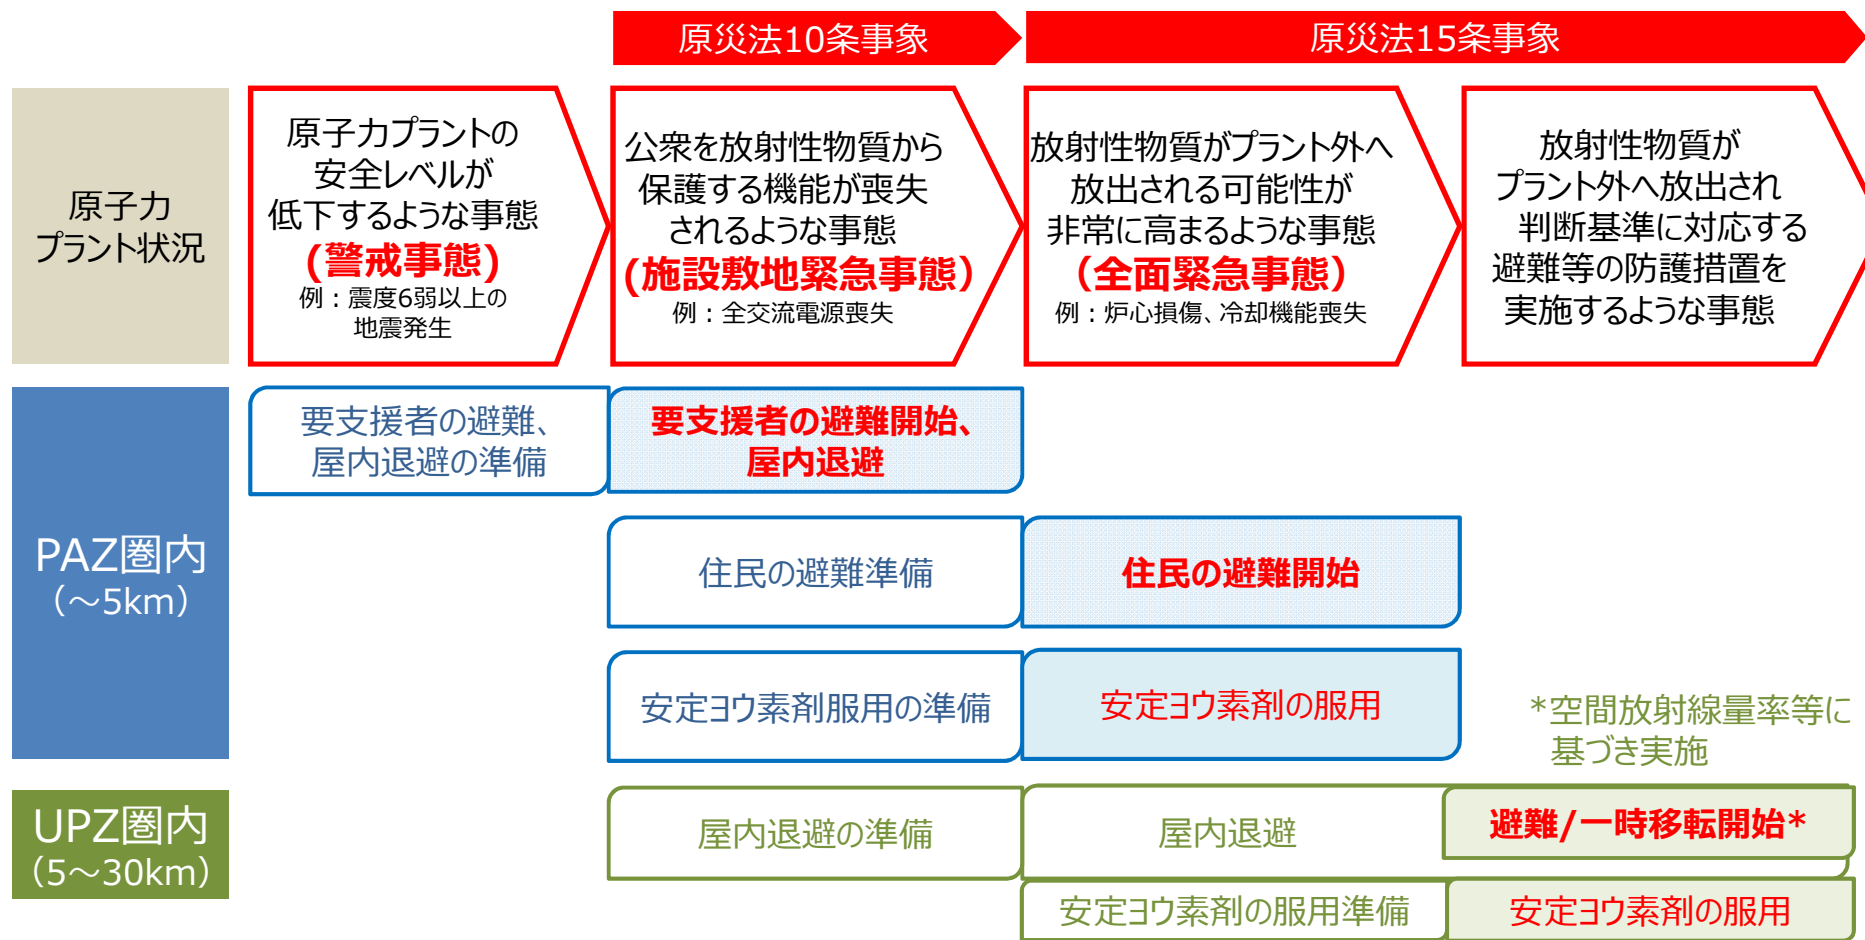 原災法10条事象
原災法15条事象
原子力
プラント状況
原子力プラントの
安全レベルが
低下するような事態
(警戒事態)
例：震度6弱以上の
地震発生
公衆を放射性物質から
保護する機能が喪失
されるような事態
(施設敷地緊急事態）
例：全交流電源喪失
放射性物質がプラント外へ
放出される可能性が
非常に高まるような事態
（全面緊急事態）
例：炉心損傷、冷却機能喪失
放射性物質が
プラント外へ放出され
判断基準に対応する
避難等の防護措置を
実施するような事態
PAZ圏内
（～5km）
要支援者の避難、
屋内退避の準備
要支援者の避難開始、
屋内退避
住民の避難準備
住民の避難開始
安定ヨウ素剤服用の準備
安定ヨウ素剤の服用
*空間放射線量率等に
基づき実施
UPZ圏内
（5～30km）
屋内退避の準備
屋内退避
避難/一時移転開始*
安定ヨウ素剤の服用準備
安定ヨウ素剤の服用